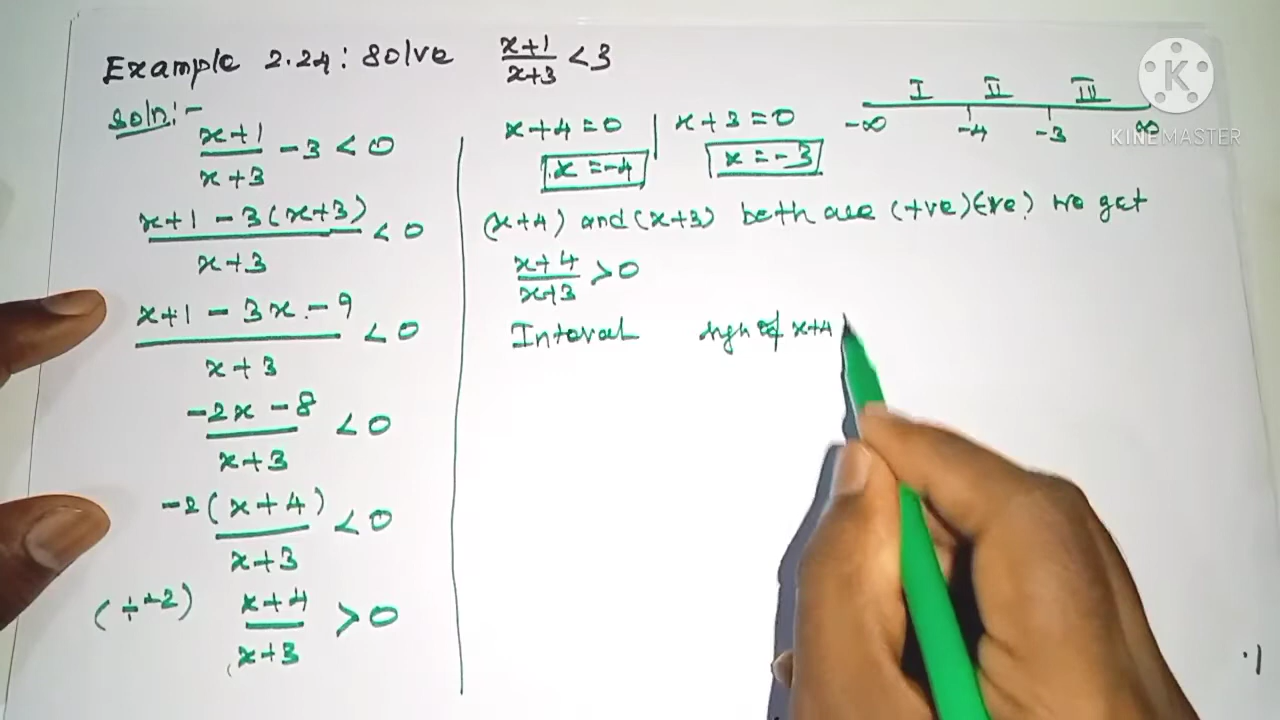 Example 2.24 : Solve x+1/x+3 < 3
Soln:-
x+1/x+3 - 3 < 0
x+1 - 3(x+3)/x+3 < 0
x+1 - 3x - 9/x+3 < 0
-2x - 8/x+3 < 0
-2(x+4)/x+3 < 0
(÷ -2) x+4/x+3 > 0
x+4=0 | x+3=0
x=-4 x=-3
I II III
-∞ -4 -3 ∞
(x+4) and (x+3) both are (+ve) (-ve) we get
x+4/x+3 > 0
Interval sign of x+4
K
KINEMASTER